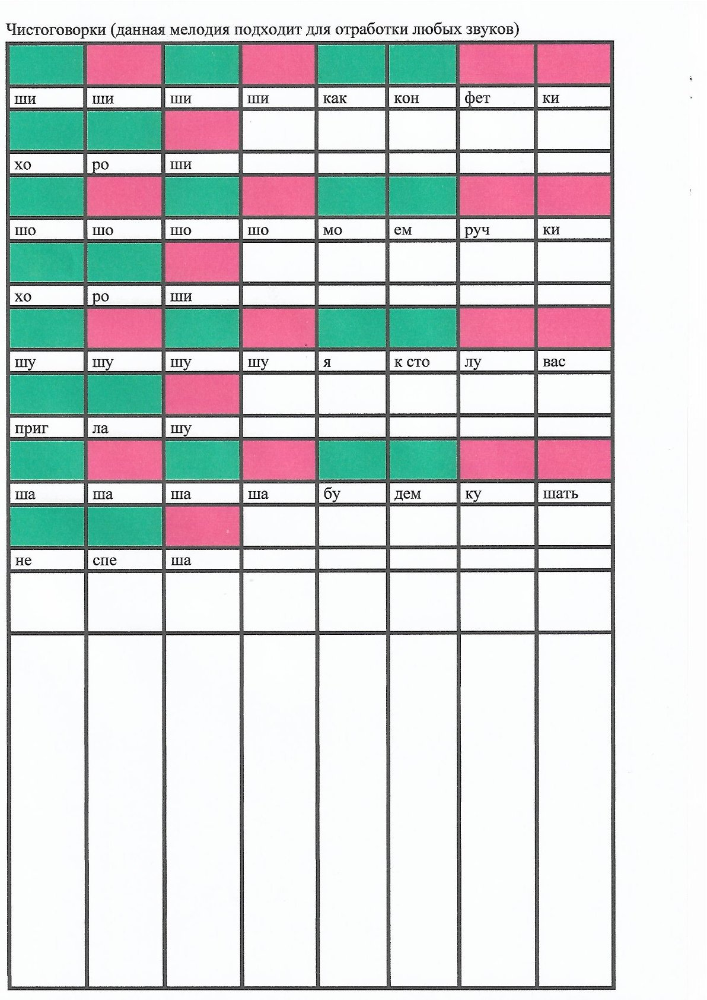 Чистоговорки (данная мелодия подходит для отработки любых звуков)
ши ши ши ши как кон фет ки
хо ро ши
шо шо шо шо мо ем руч ки
хо ро ши
шу шу шу шу я к сто лу вас
приг ла шу
ша ша ша ша бу дем ку шать
не спе ша